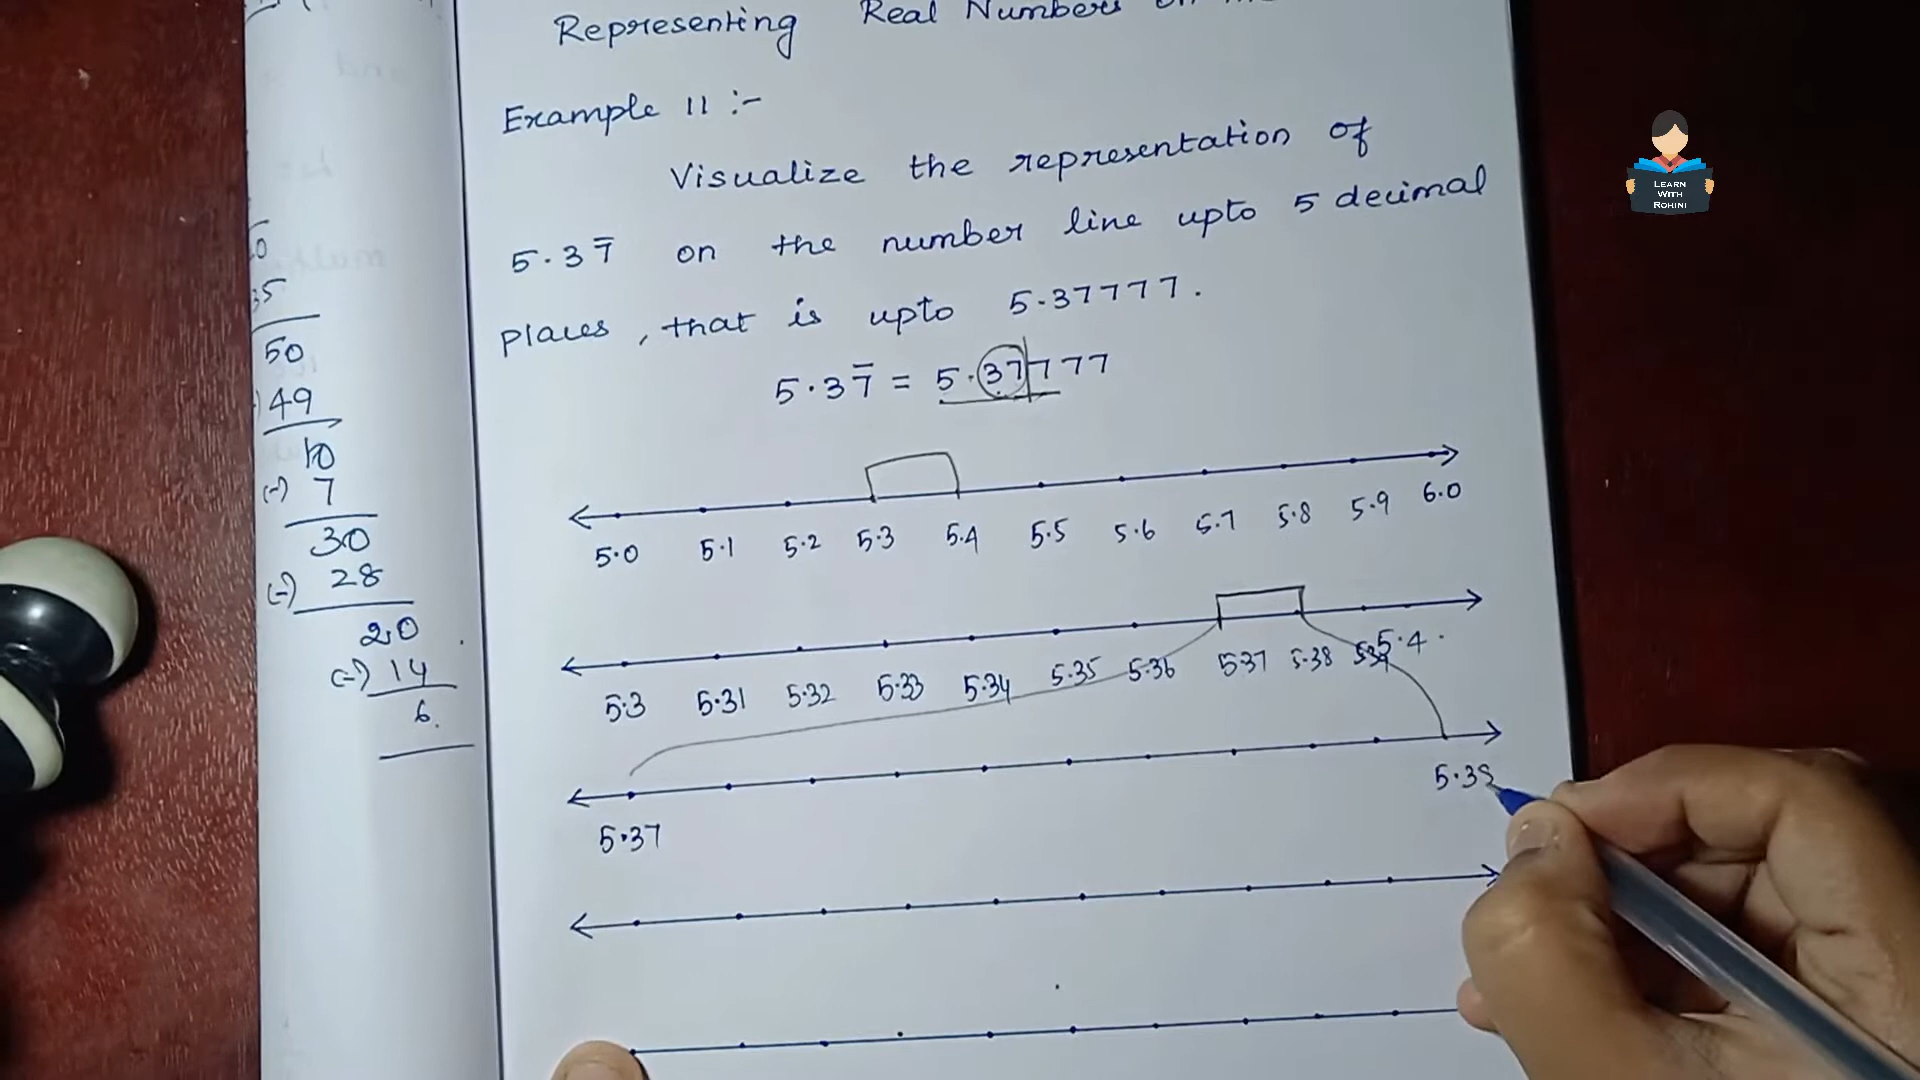 Representing Real Numbers on
Example 11 :-
Visualize the representation of
5.37̅ on the number line upto 5 decimal
places, that is upto 5.37777.
5.37̅ = 5.37777
5.0 5.1 5.2 5.3 5.4 5.5 5.6 5.7 5.8 5.9 6.0
5.3 5.31 5.32 5.33 5.34 5.35 5.36 5.37 5.38 5.39 5.4
5.37 5.38
35
50
49
10
(-) 7
30
(-) 28
20
(-) 14
6.
LEARN
WITH
ROHINI